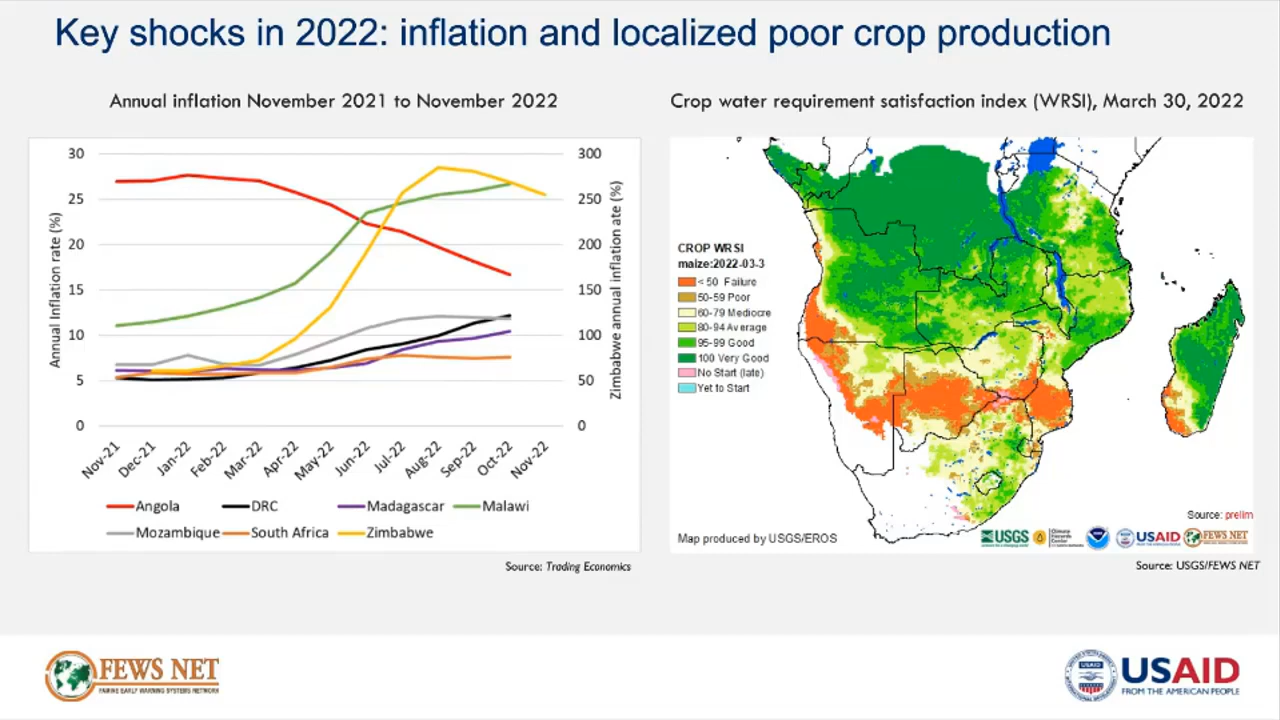 Key shocks in 2022: inflation and localized poor crop production
Annual inflation November 2021 to November 2022
30
25
20
15
10
5
0
Annual Inflation rate (%)
300
250
200
150
100
50
0
Zimbabwe annual inflation ate (%)
Nov-21
Dec-21
Jan-22
Feb-22
Mar-22
Apr-22
May-22
Jun-22
Jul-22
Aug-22
Sep-22
Oct-22
Nov-22
Angola
DRC
Madagascar
Malawi
Mozambique
South Africa
Zimbabwe
Source: Trading Economics
Crop water requirement satisfaction index (WRSI), March 30, 2022
CROP WRSI
maize:2022-03-3
< 50 Failure
50-59 Poor
60-79 Mediocre
80-94 Average
95-99 Good
100 Very Good
No Start (late)
Yet to Start
Source: prelim
Map produced by USGS/EROS
USGS
Climate
Hazards
Center
USAID
FEWS NET
Source: USGS/FEWS NET
FEWS NET
FAMINE EARLY WARNING SYSTEMS NETWORK
USAID
USAID
FROM THE AMERICAN PEOPLE